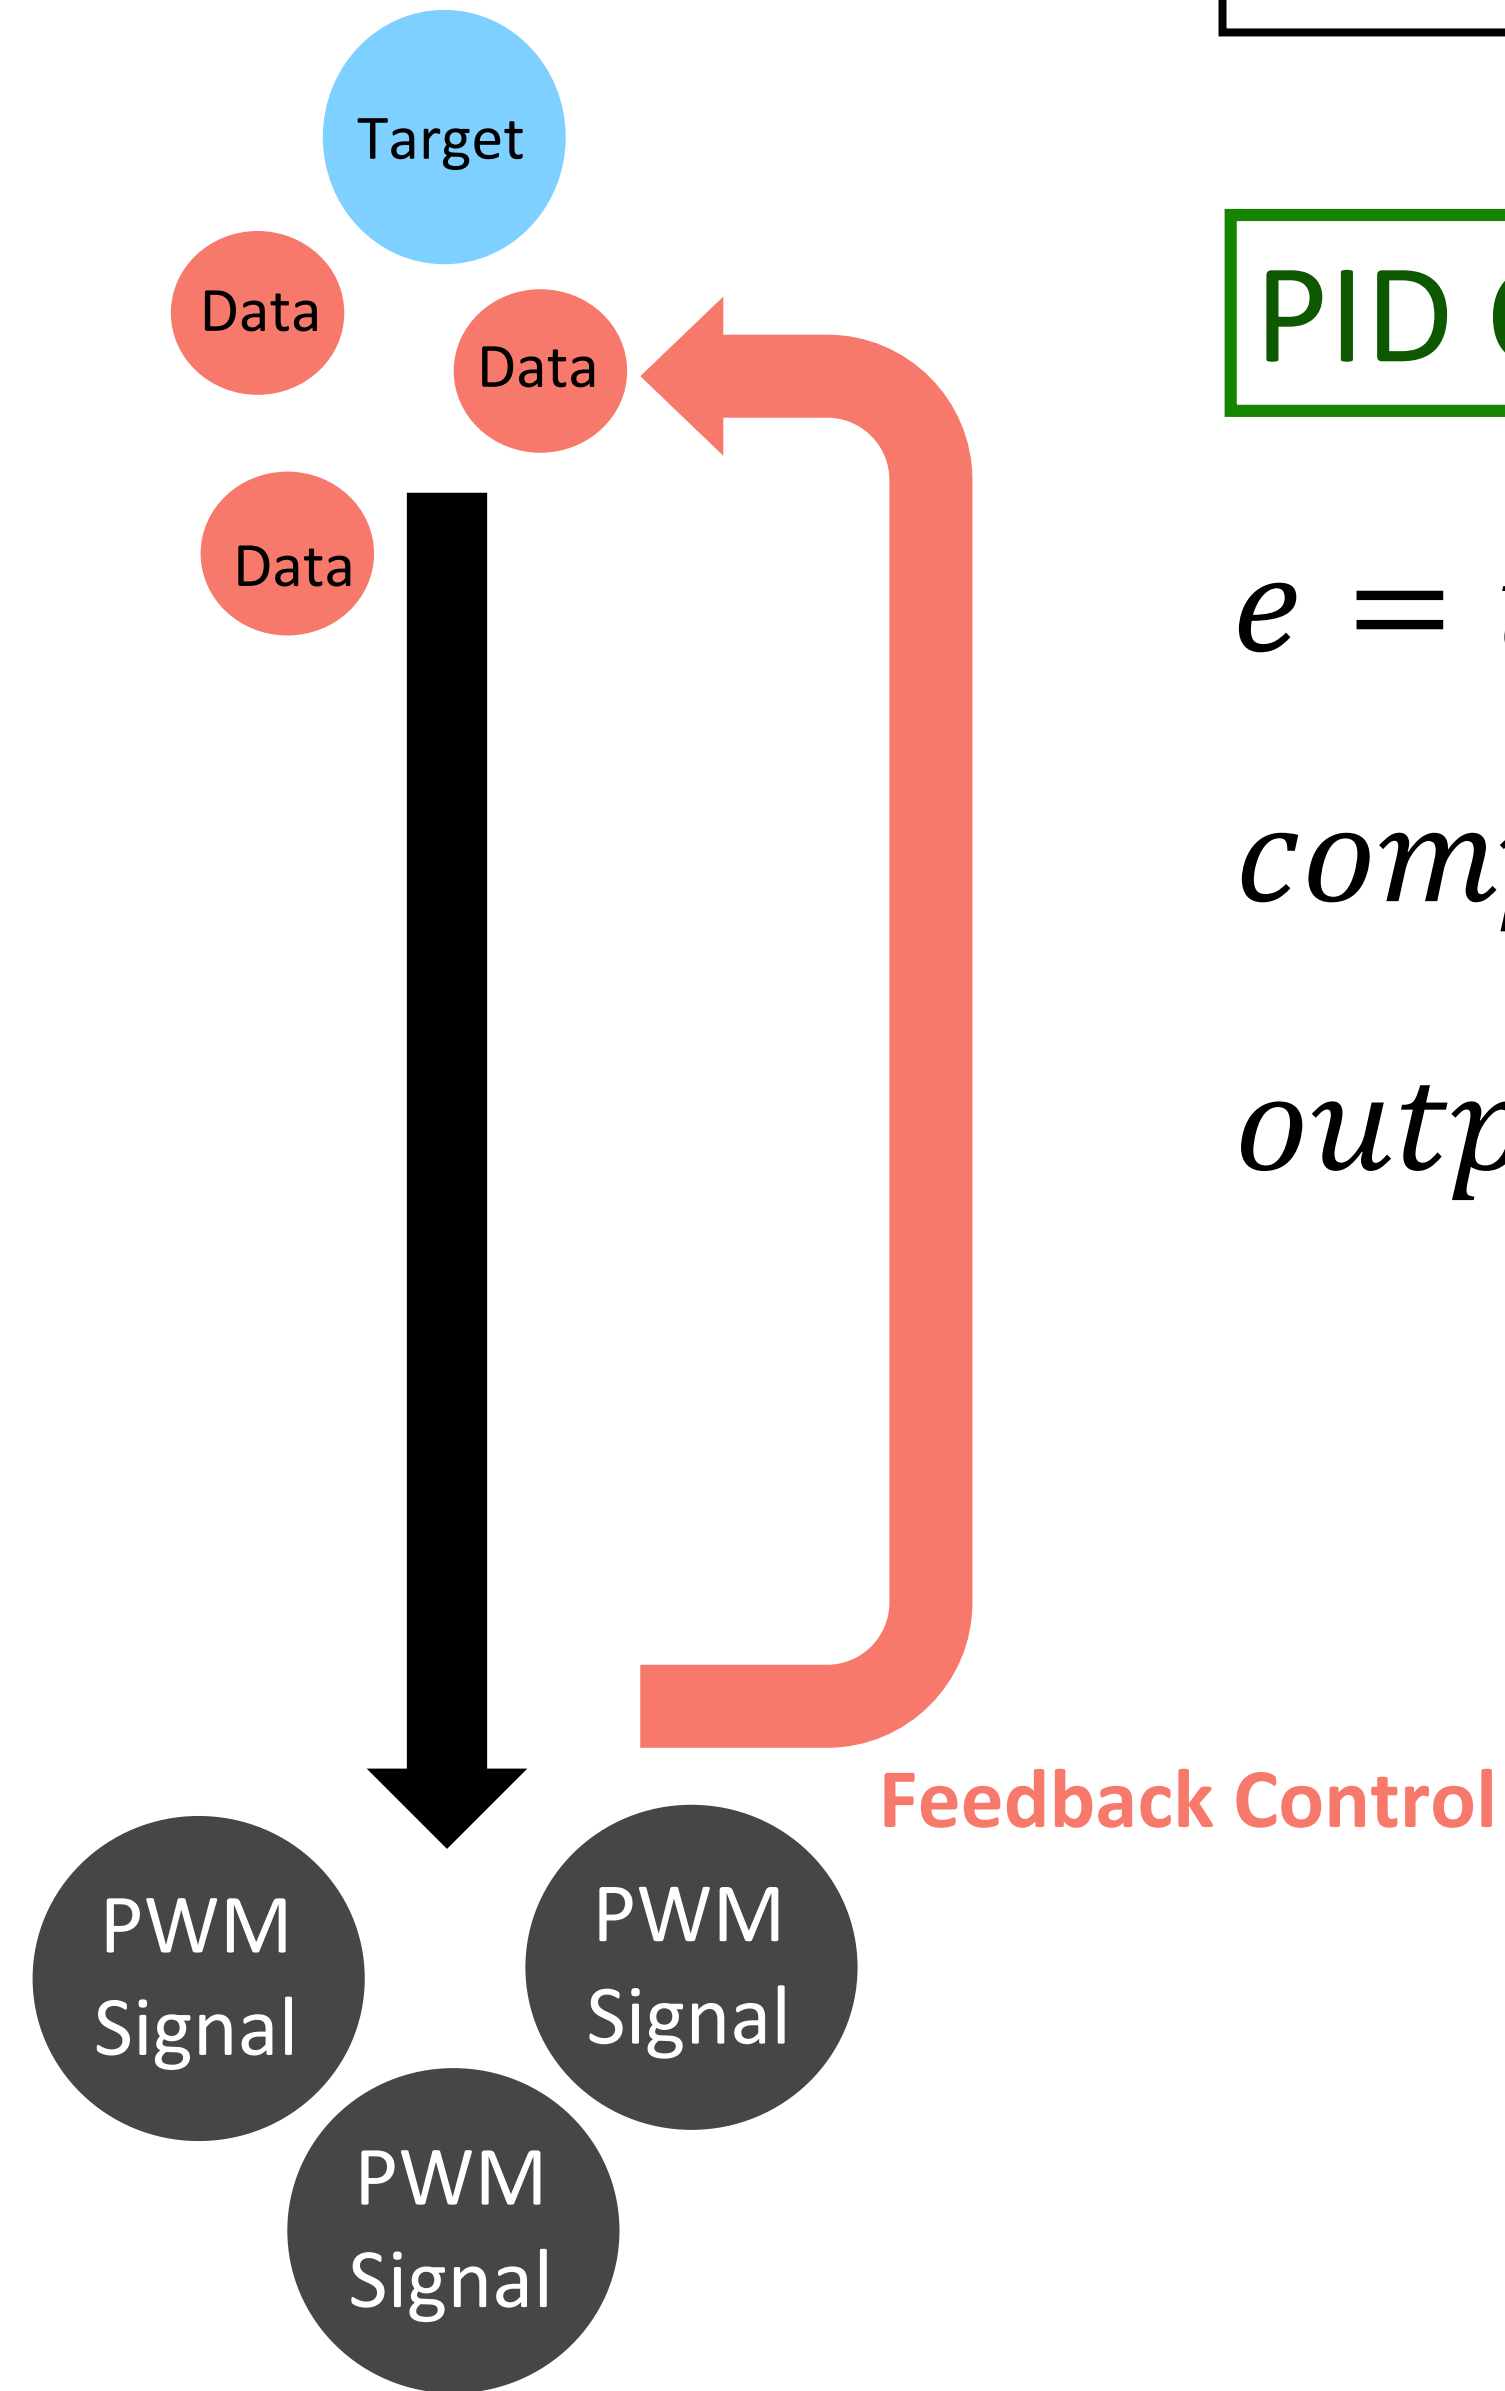 Target
Data
Data
Data
PID
e =
Feedback Control
PWM
Signal
PWM
Signal
PWM
Signal